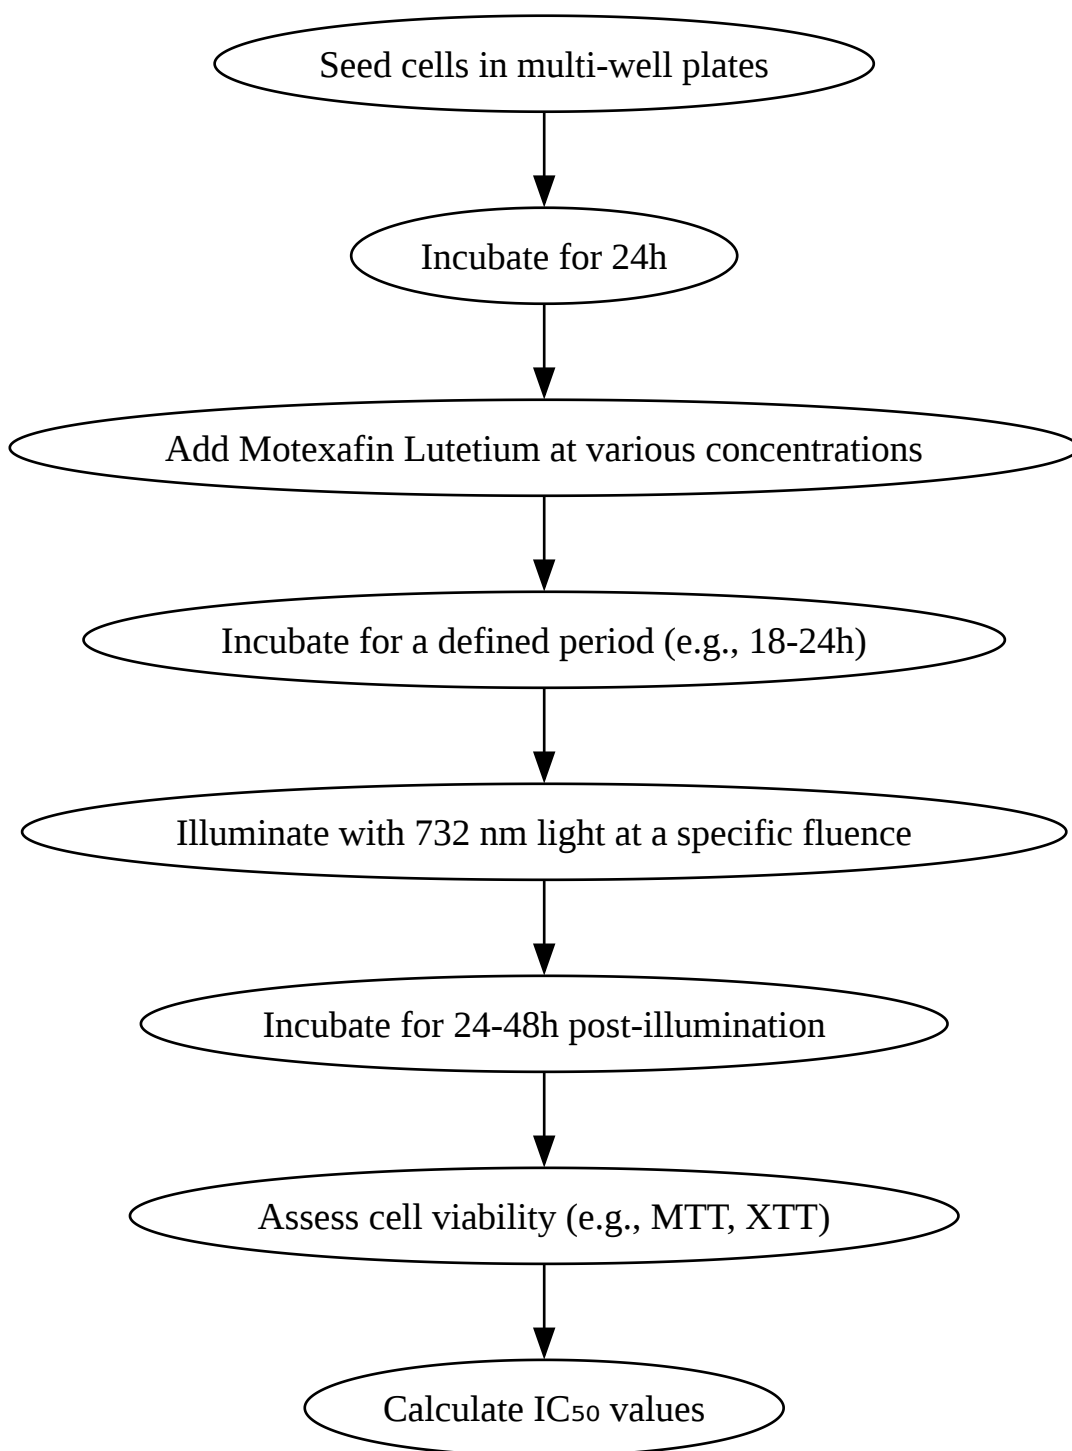 Seed cells in multi-well plates
Incubate for 24h
Add Motexafin Lutetium at various concentrations
Incubate for a defined period (e.g., 18-24h)
Illuminate with 732 nm light at a specific fluence
Incubate for 24-48h post-illumination
Assess cell viability (e.g., MTT, XTT)
Calculate IC₅₀ values